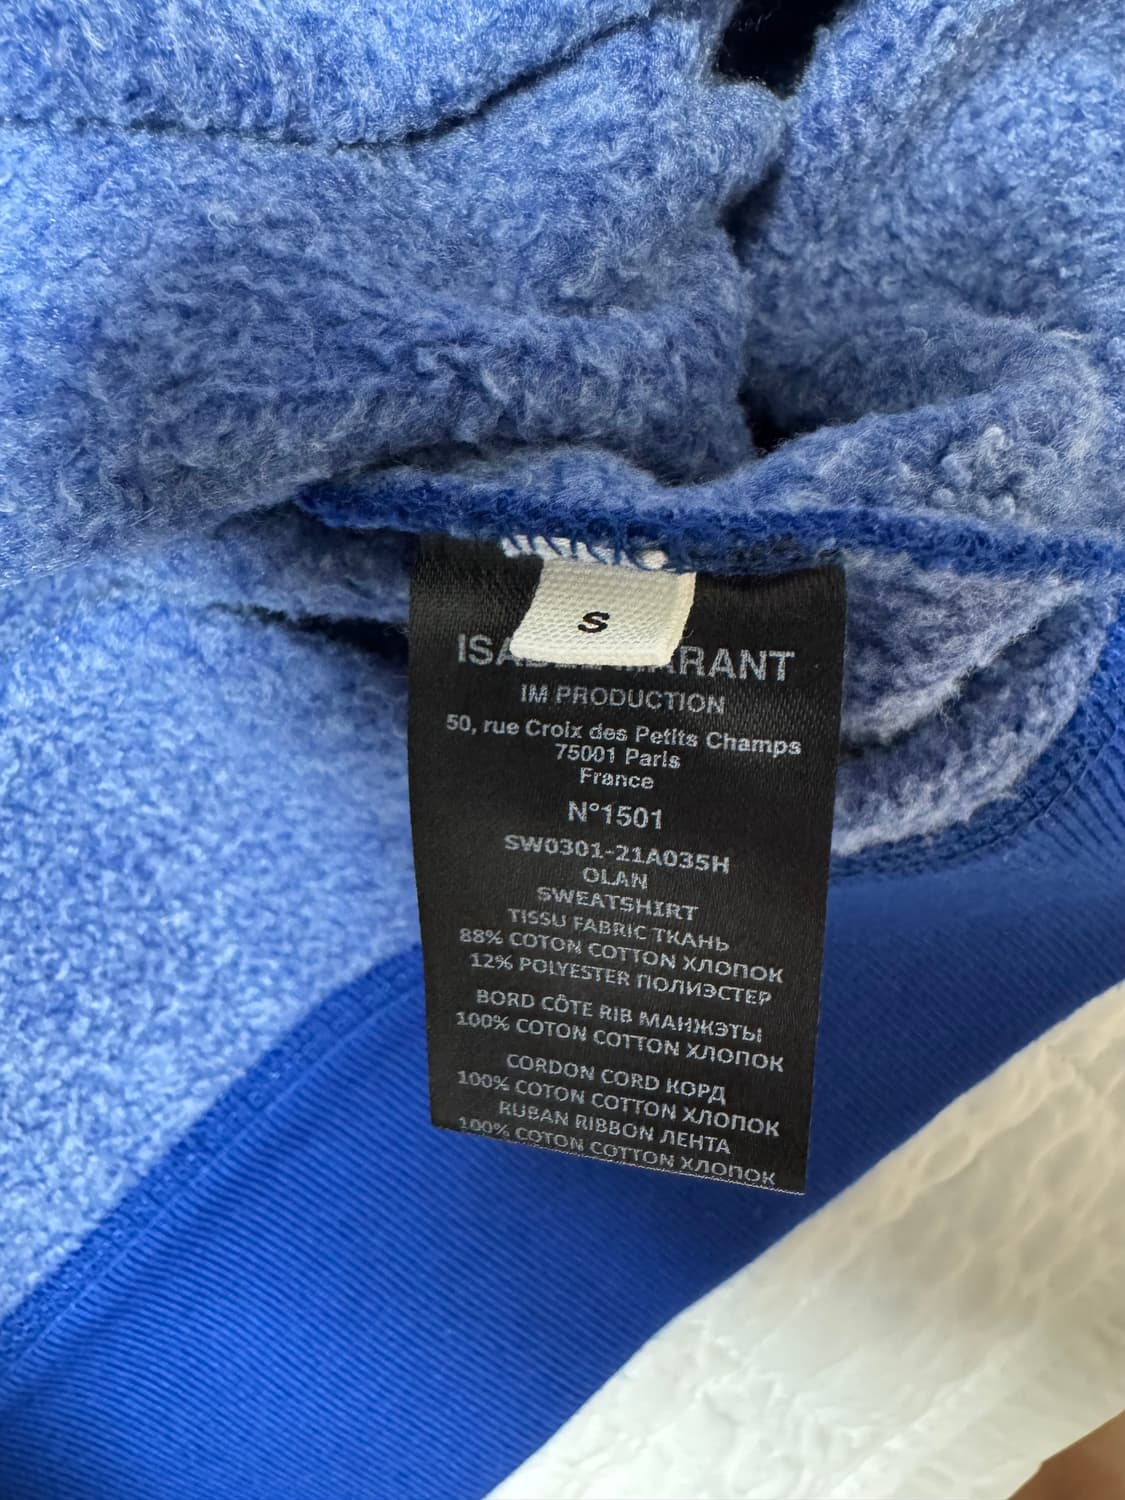 S
ISABEL MARRANT
IM PRODUCTION
50, rue Croix des Petits Champs
75001 Paris
France
N°1501
SW0301-21A035H
OLAN
SWEATSHIRT
TISSU FABRIC ТКАНЬ
88% COTON COTTON ХЛОПОК
12% POLYESTER ПОЛИЭСТЕР
BORD CÔTE RIB МАНЖЭТЫ
100% COTON COTTON ХЛОПОК
CORDON CORD КОРД
100% COTON COTTON ХЛОПОК
RUBAN RIBBON ЛЕНТА
100% COTON COTTON ХЛОПОК